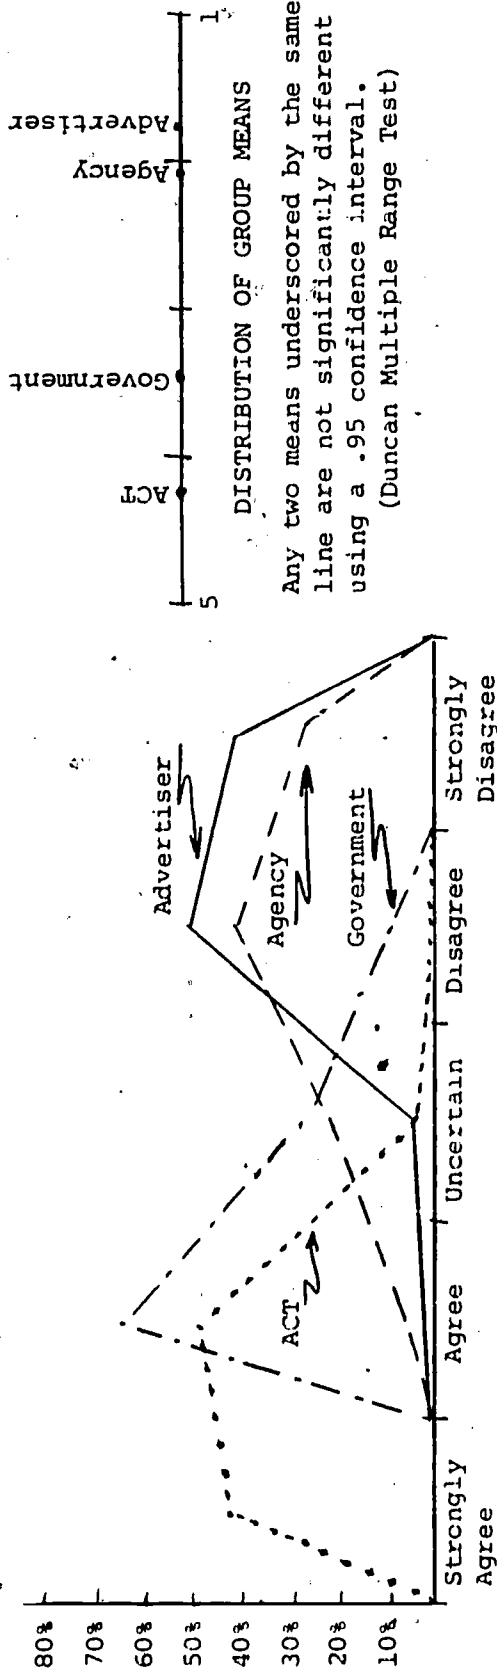 80%
70%
60%
50%
40%
30%
20%
10%
Advertiser
Agency
Government
ACT
Strongly Agree
Agree
Uncertain
Disagree
Strongly Disagree
ACT
Government
Agency
Advertiser
5
1
DISTRIBUTION OF GROUP MEANS
Any two means underscored by the same
line are not significantly different
using a .95 confidence interval.
(Duncan Multiple Range Test)